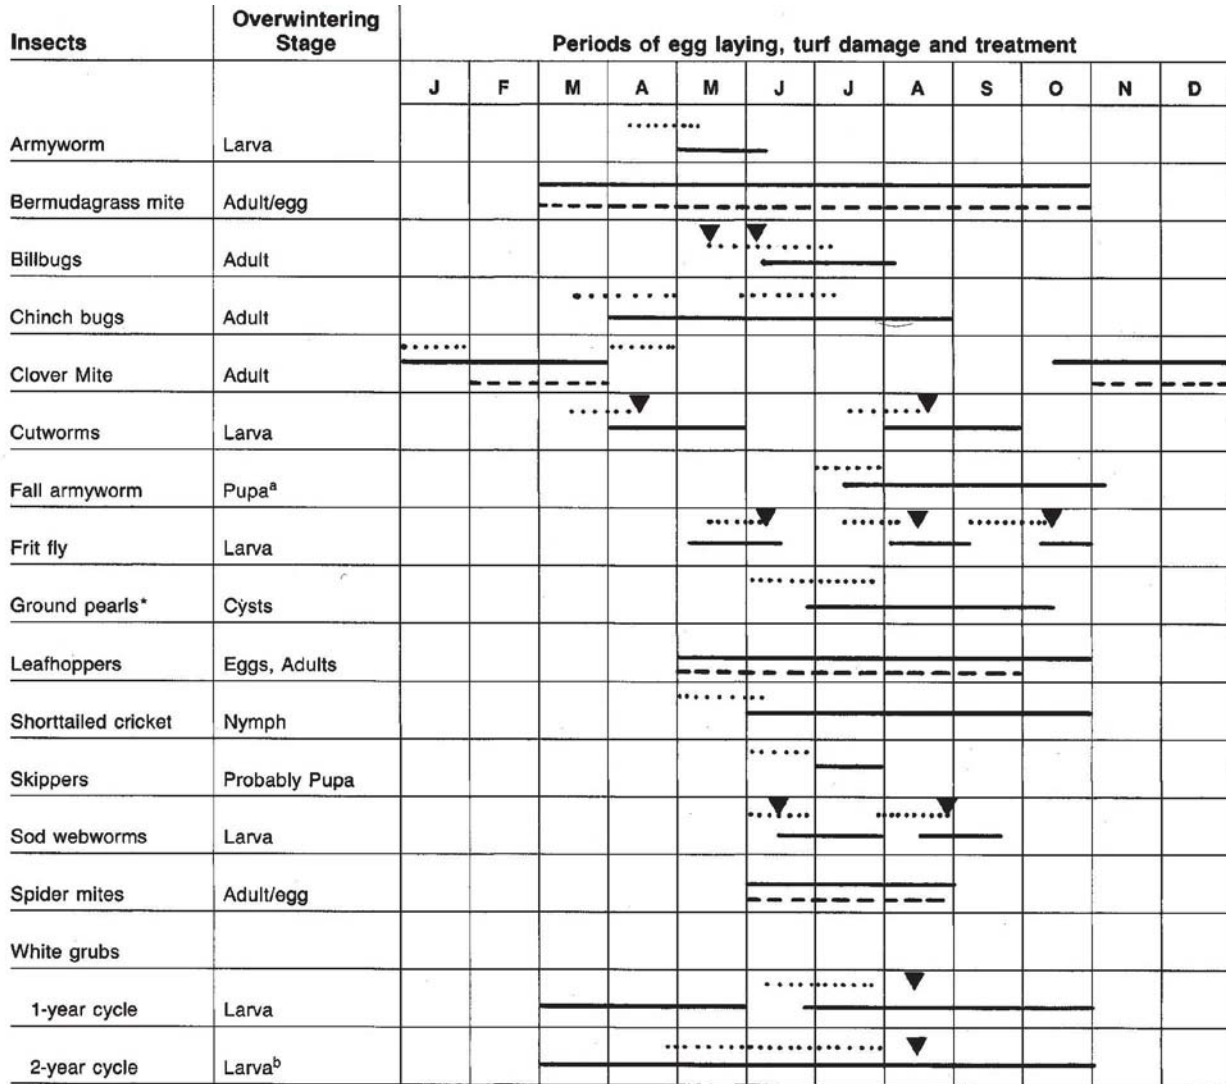 Insects
Overwintering
Stage
Periods of egg laying, turf damage and treatment
J F M A M J J A S O N D
Armyworm Larva
Bermudagrass mite Adult/egg
Billbugs Adult
Chinch bugs Adult
Clover Mite Adult
Cutworms Larva
Fall armyworm Pupaᵃ
Frit fly Larva
Ground pearls* Cysts
Leafhoppers Eggs, Adults
Shorttailed cricket Nymph
Skippers Probably Pupa
Sod webworms Larva
Spider mites Adult/egg
White grubs
1-year cycle Larva
2-year cycle Larvaᵇ